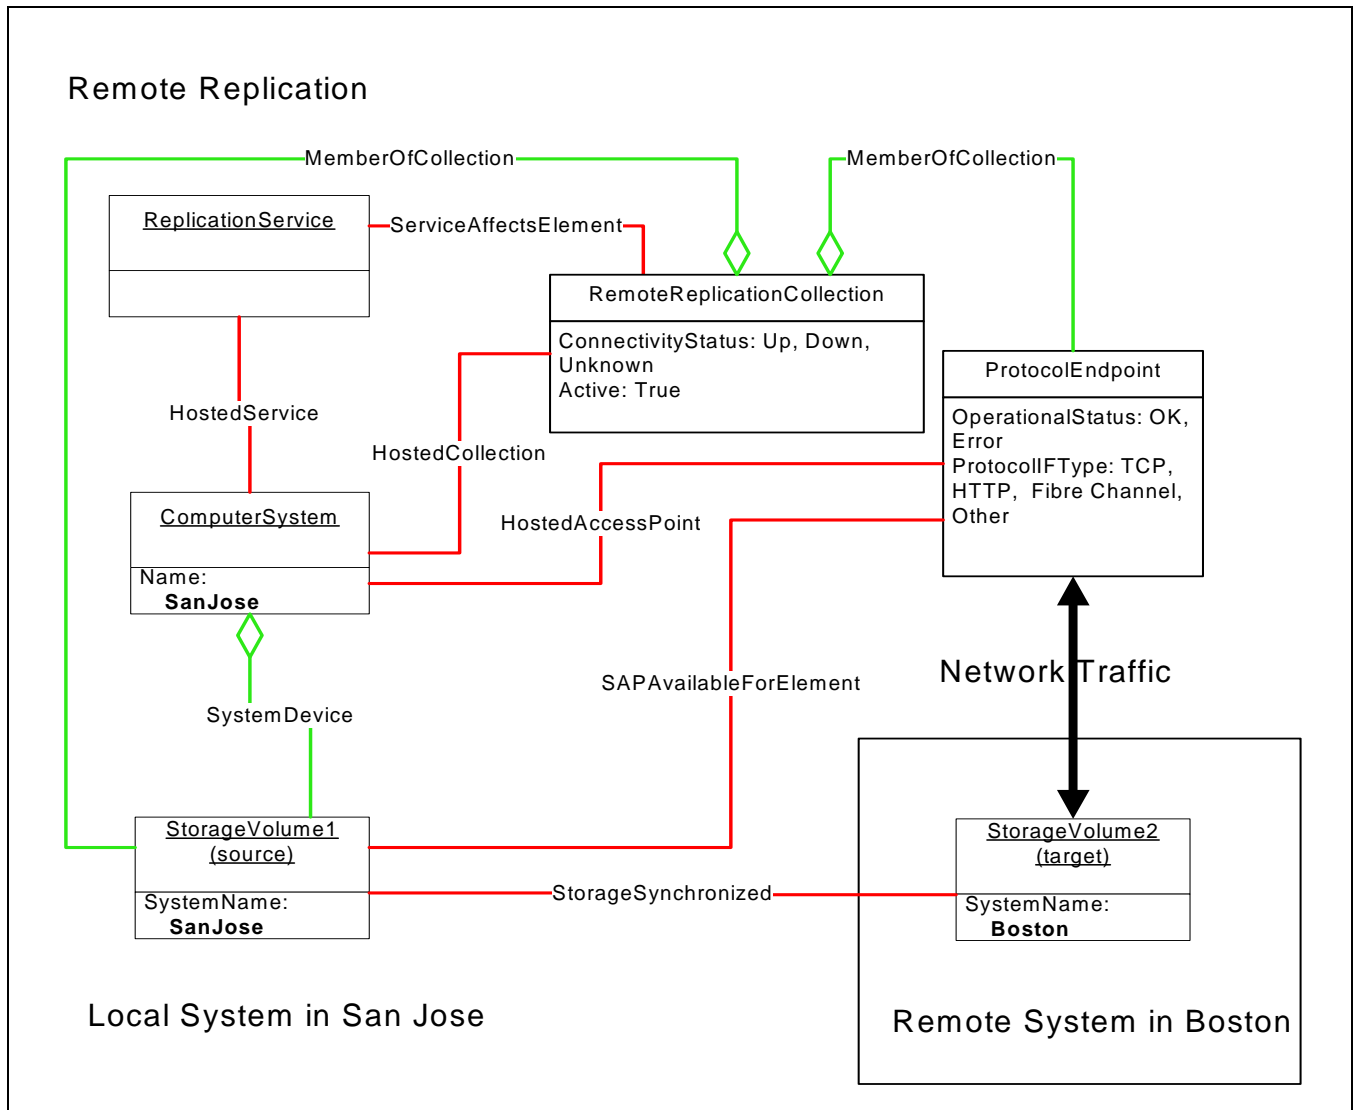 Remote Replication
MemberOfCollection
MemberOfCollection
ReplicationService
ServiceAffectsElement
RemoteReplicationCollection
ConnectivityStatus: Up, Down,
Unknown
Active: True
ProtocolEndpoint
OperationalStatus: OK,
Error
ProtocolIFType: TCP,
HTTP, Fibre Channel,
Other
HostedService
HostedCollection
ComputerSystem
Name:
SanJose
HostedAccessPoint
SAPAvailableForElement
Network Traffic
SystemDevice
StorageVolume1
(source)
SystemName:
SanJose
StorageSynchronized
StorageVolume2
(target)
SystemName:
Boston
Local System in San Jose
Remote System in Boston